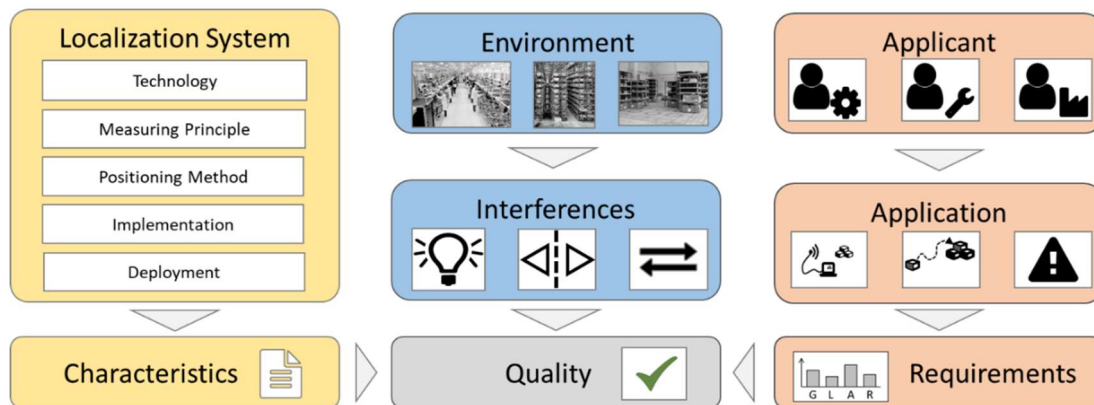 Localization System
Technology
Measuring Principle
Positioning Method
Implementation
Deployment
Characteristics
Environment
Interferences
Quality
Applicant
Application
G L A R
Requirements